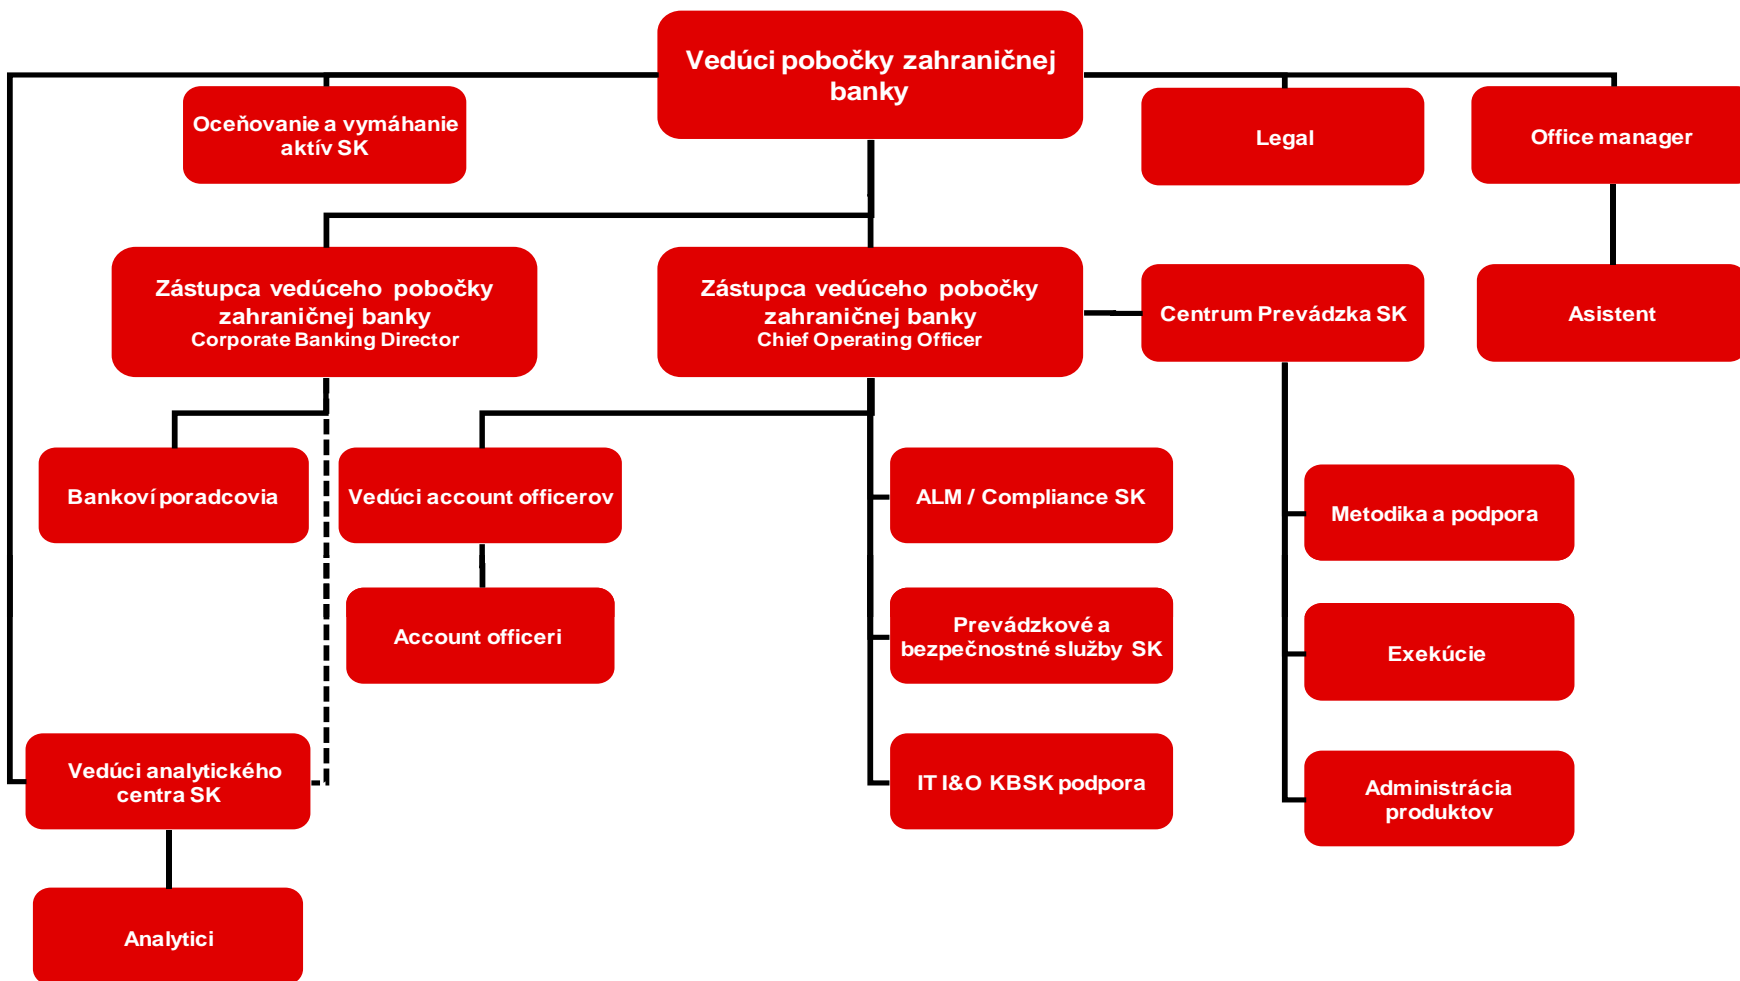 Vedúci pobočky zahraničnej
banky
Oceňovanie a vymáhanie
aktív SK
Legal
Office manager
Zástupca vedúceho pobočky
zahraničnej banky
Corporate Banking Director
Zástupca vedúceho pobočky
zahraničnej banky
Chief Operating Officer
Centrum Prevádzka SK
Asistent
Bankoví poradcovia
Vedúci account officerov
ALM / Compliance SK
Metodika a podpora
Account officeri
Prevádzkové a
bezpečnostné služby SK
Exekúcie
Vedúci analytického
centra SK
IT I&O KBSK podpora
Administrácia
produktov
Analytici